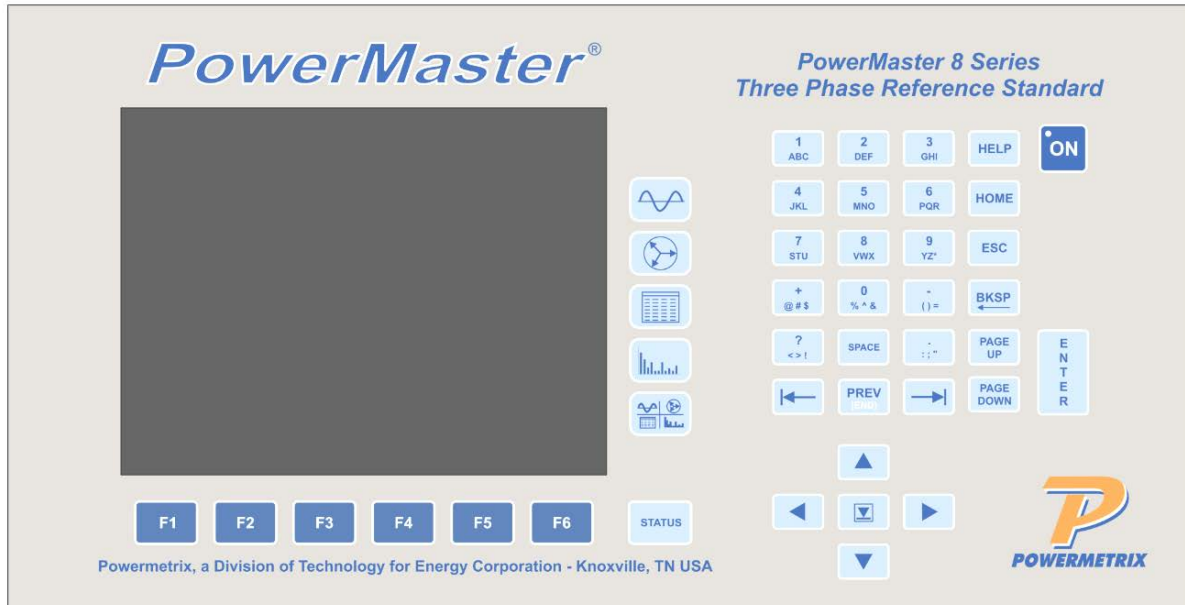 PowerMaster®
PowerMaster 8 Series
Three Phase Reference Standard
1
ABC
2
DEF
3
GHI
HELP
ON
4
JKL
5
MNO
6
PQR
HOME
7
STU
8
VWX
9
YZ*
ESC
+
@ # $
0
% ^ &
-
( ) =
BKSP
?
< > !
SPACE
.
: ; "
PAGE
UP
PREV
(END)
PAGE
DOWN
ENTER
F1
F2
F3
F4
F5
F6
STATUS
Powermetrix, a Division of Technology for Energy Corporation - Knoxville, TN USA
P
POWERMETRIX